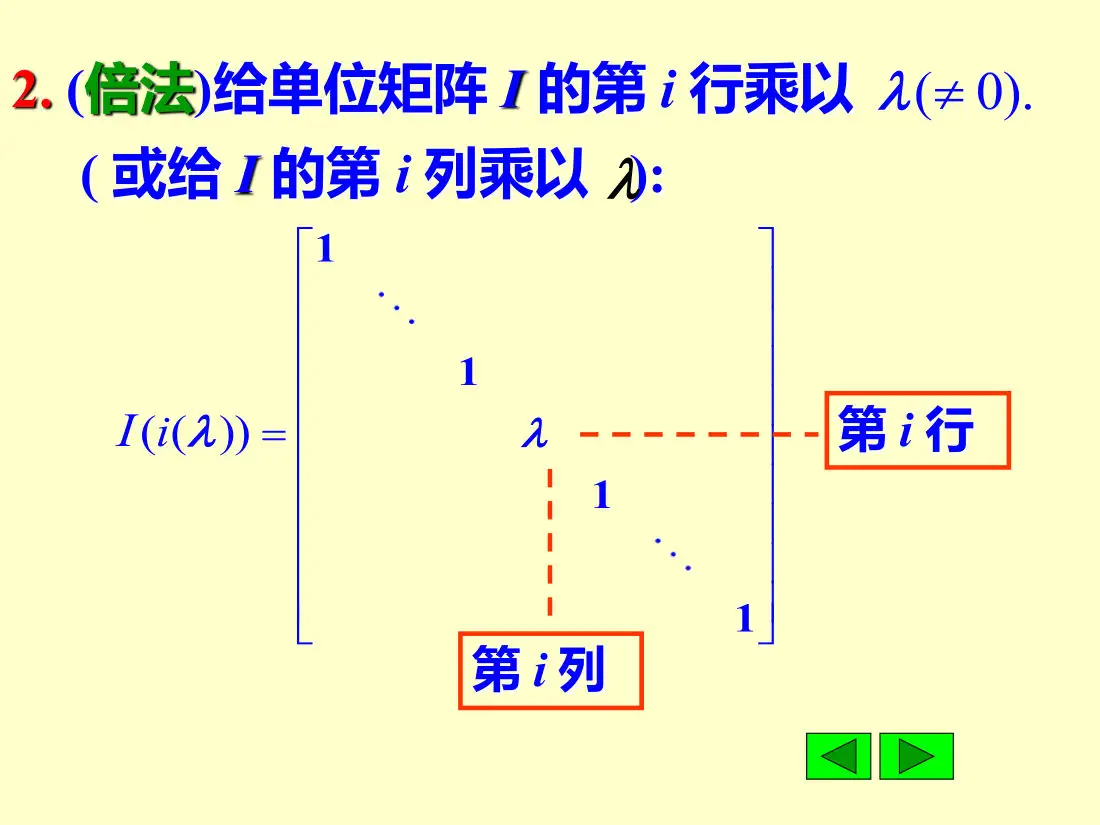 2. (倍法)给单位矩阵 I 的第 i 行乘以 λ(≠ 0).
( 或给 I 的第 i 列乘以 λ):
1
⋱
1
I(i(λ)) = λ 第 i 行
1
⋱
1
第 i 列